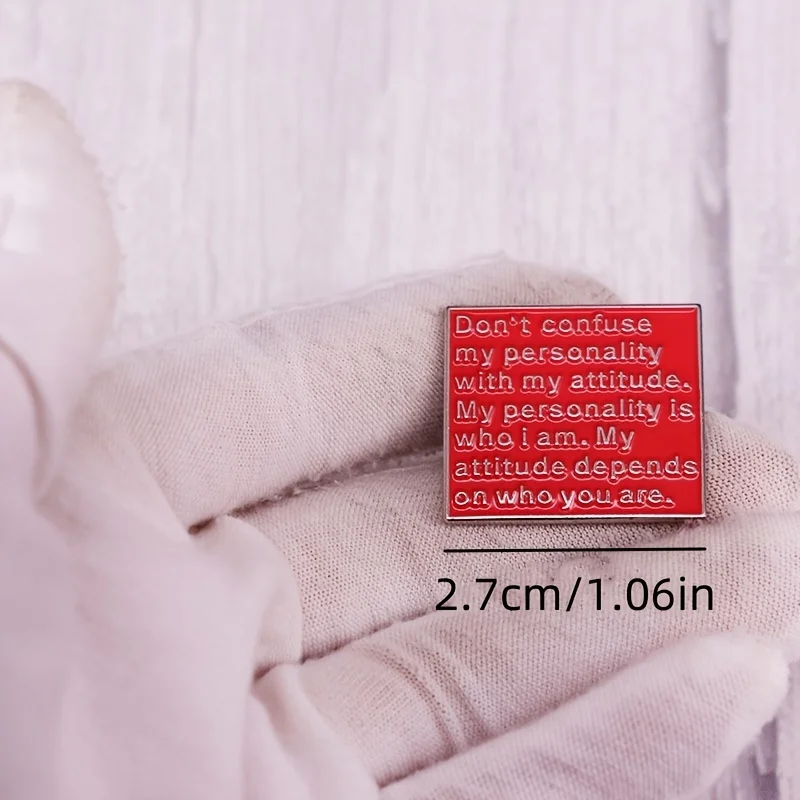 Don't confuse
my personality
with my attitude.
My personality is
who i am. My
attitude depends
on who you are.
2.7cm/1.06in